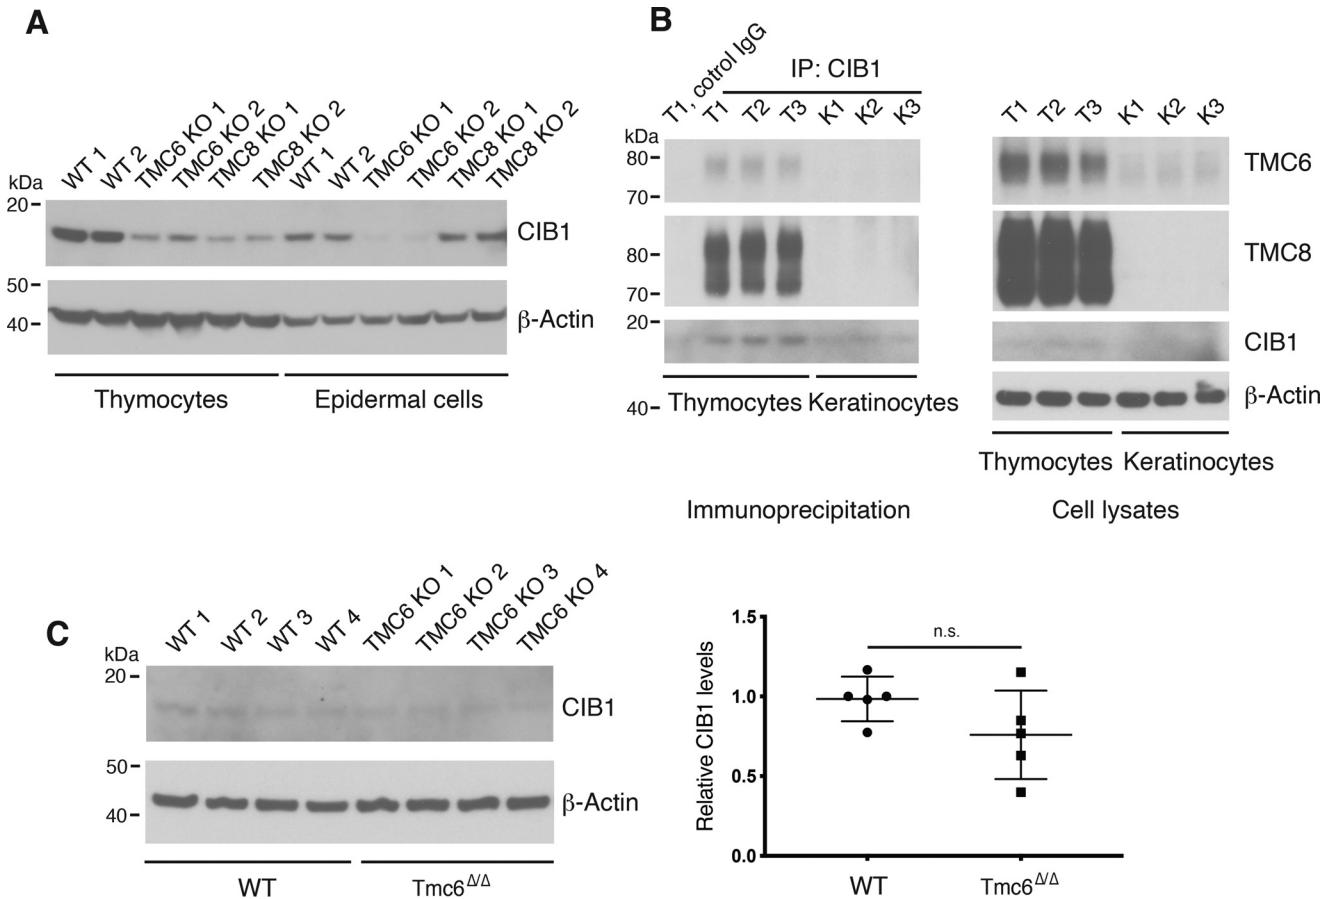 A
WT 1
WT 2
TMC6 KO 1
TMC6 KO 2
TMC8 KO 1
TMC8 KO 2
WT 1
WT 2
TMC6 KO 1
TMC6 KO 2
TMC8 KO 1
TMC8 KO 2
kDa
20
CIB1
50
40
β-Actin
Thymocytes
Epidermal cells
B
T1, cotrol IgG
IP: CIB1
T1
T2
T3
K1
K2
K3
T1
T2
T3
K1
K2
K3
kDa
80
70
TMC6
80
70
TMC8
20
CIB1
40
β-Actin
Thymocytes Keratinocytes
Thymocytes Keratinocytes
Immunoprecipitation
Cell lysates
C
WT 1
WT 2
WT 3
WT 4
TMC6 KO 1
TMC6 KO 2
TMC6 KO 3
TMC6 KO 4
kDa
20
CIB1
50
40
β-Actin
WT
Tmc6Δ/Δ
Relative CIB1 levels
1.5
1.0
0.5
0.0
n.s.
WT
Tmc6Δ/Δ